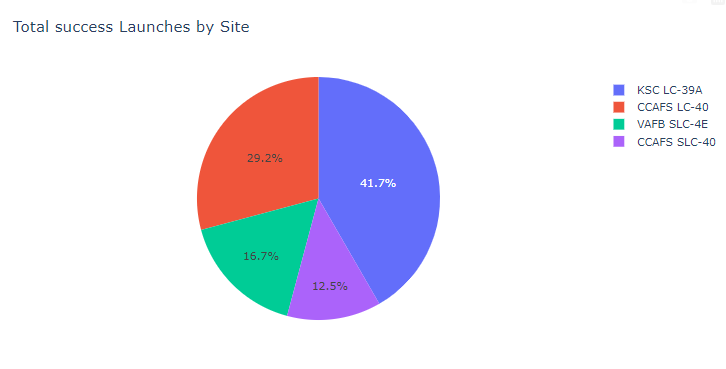 Total success Launches by Site
KSC LC-39A
CCAFS LC-40
VAFB SLC-4E
CCAFS SLC-40
29.2%
41.7%
16.7%
12.5%